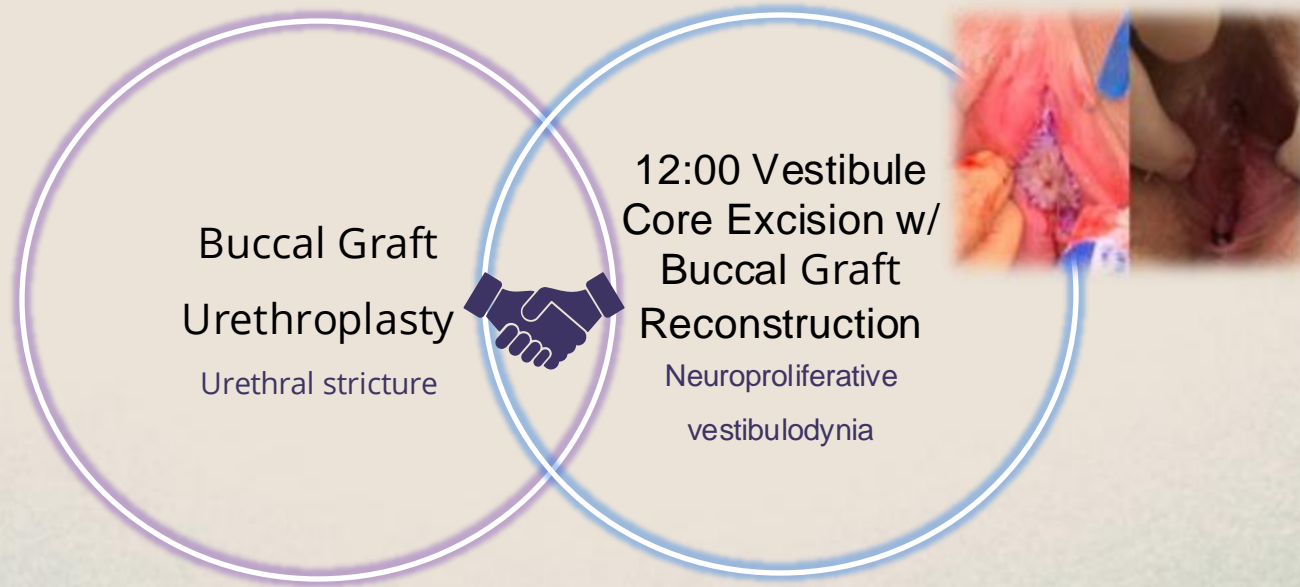 Buccal Graft
Urethroplasty
Urethral stricture
12:00 Vestibule
Core Excision w/
Buccal Graft
Reconstruction
Neuroproliferative
vestibulodynia